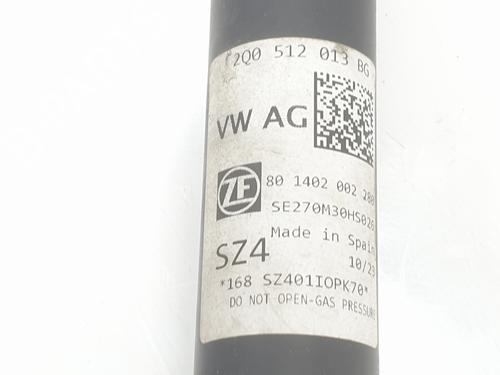 2Q0 512 013 BG
VW AG
ZF
80 1402 002 280
SE270M30HS026
Made in Spain
SZ4
10/23
*168 SZ401IOPK70*
DO NOT OPEN-GAS PRESSURE